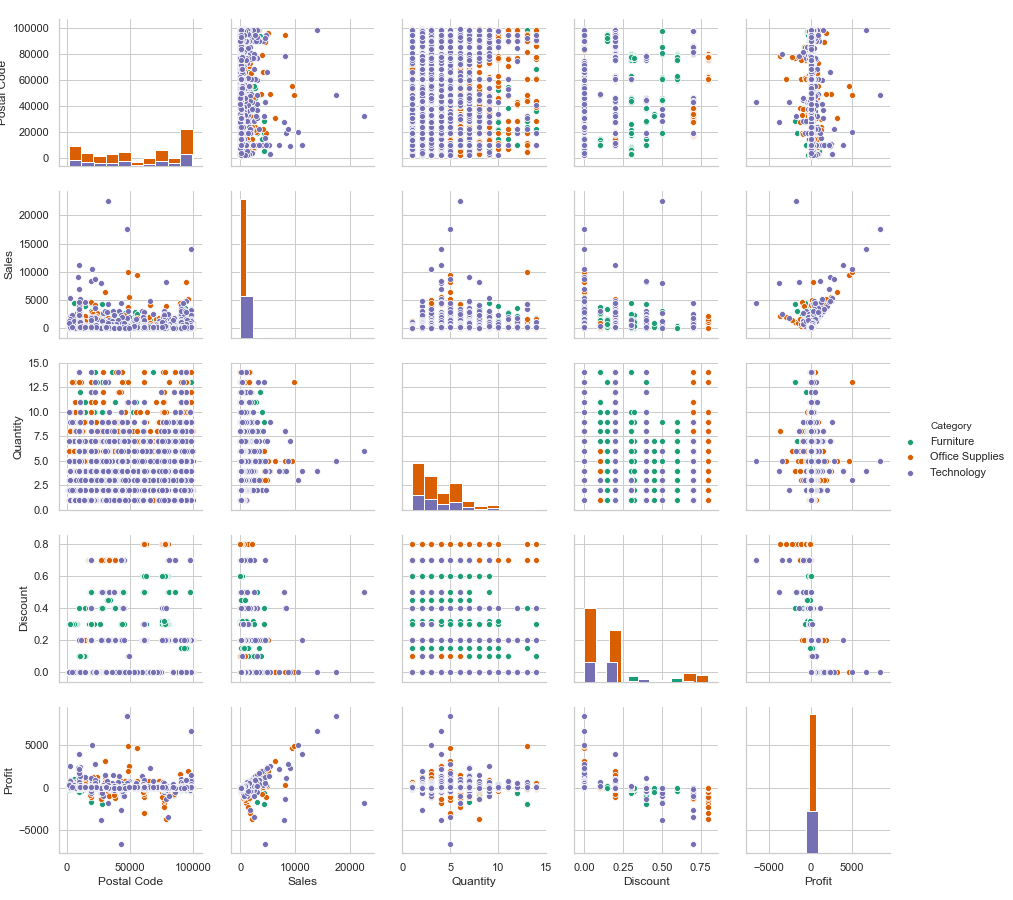 100000
80000
60000
40000
20000
0
Postal Code
20000
15000
10000
5000
0
Sales
15.0
12.5
10.0
7.5
5.0
2.5
0.0
Quantity
Category
Furniture
Office Supplies
Technology
0.8
0.6
0.4
0.2
0.0
Discount
5000
0
−5000
Profit
0 50000 100000
0 10000 20000
0 5 10 15
0.00 0.25 0.50 0.75
−5000 0 5000
Postal Code Sales Quantity Discount Profit